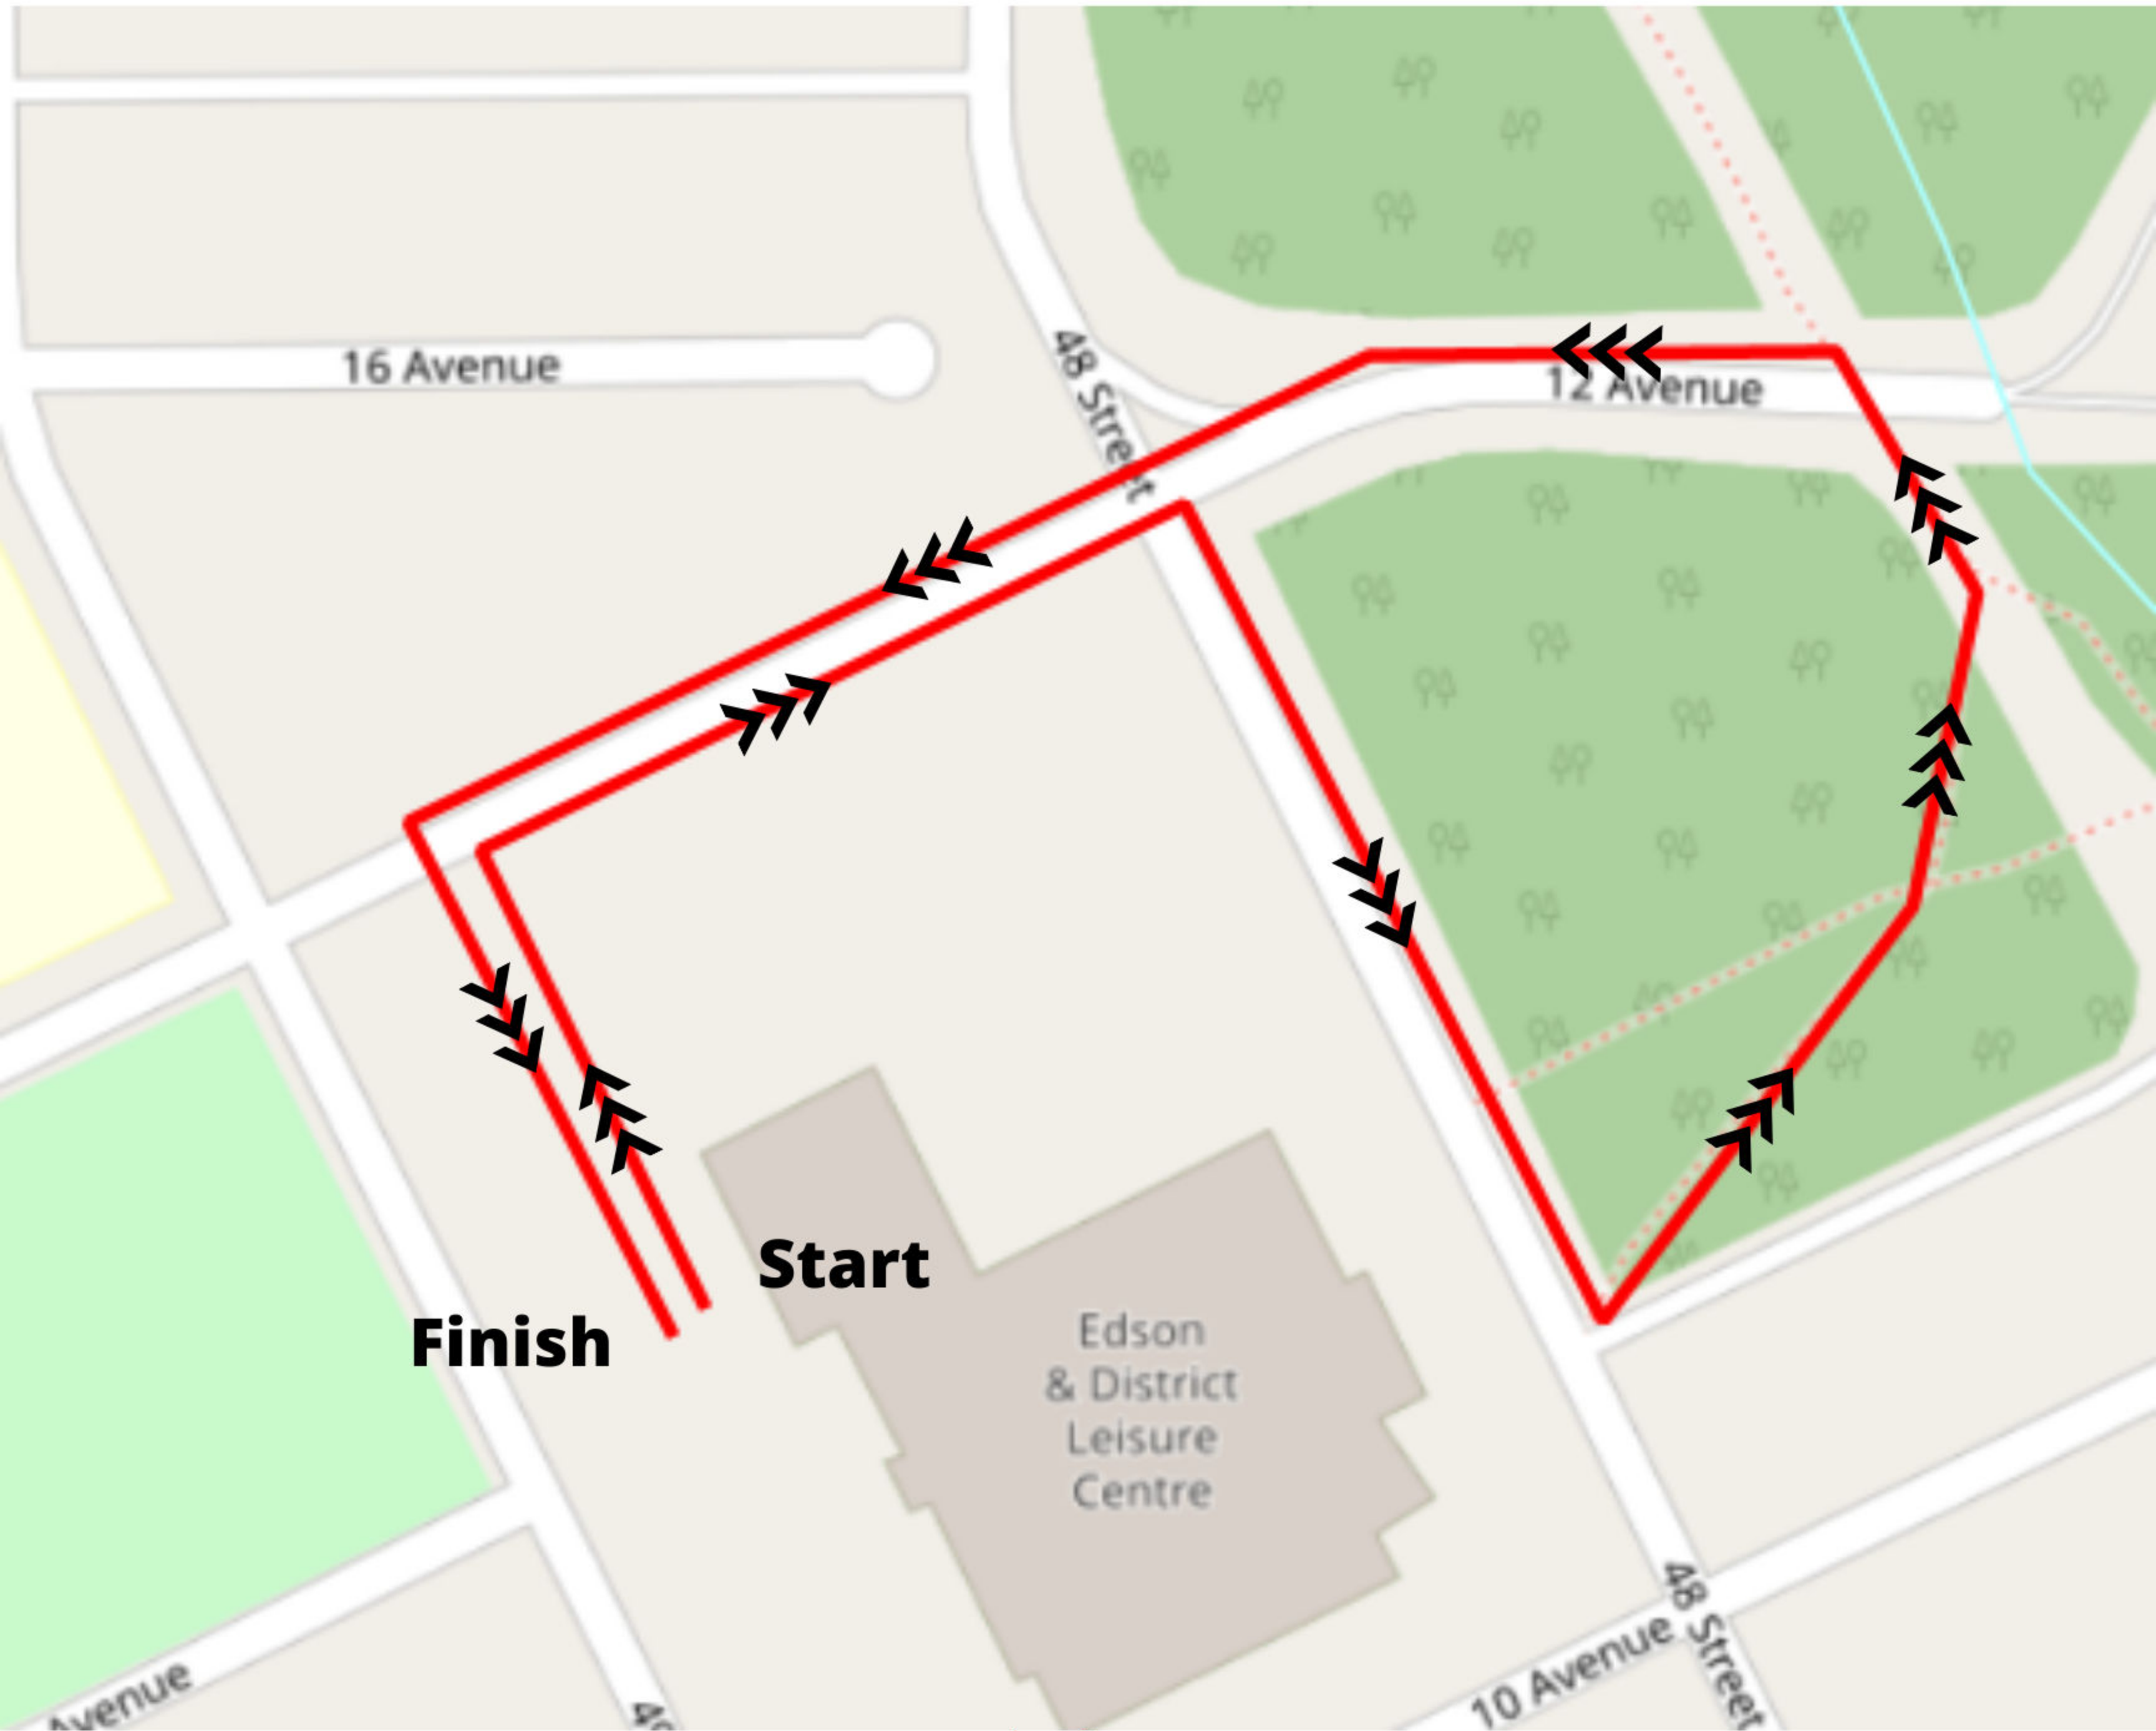 16 Avenue
48 Street
12 Avenue
Start
Finish
Edson
& District
Leisure
Centre
48 Street
10 Avenue
Avenue